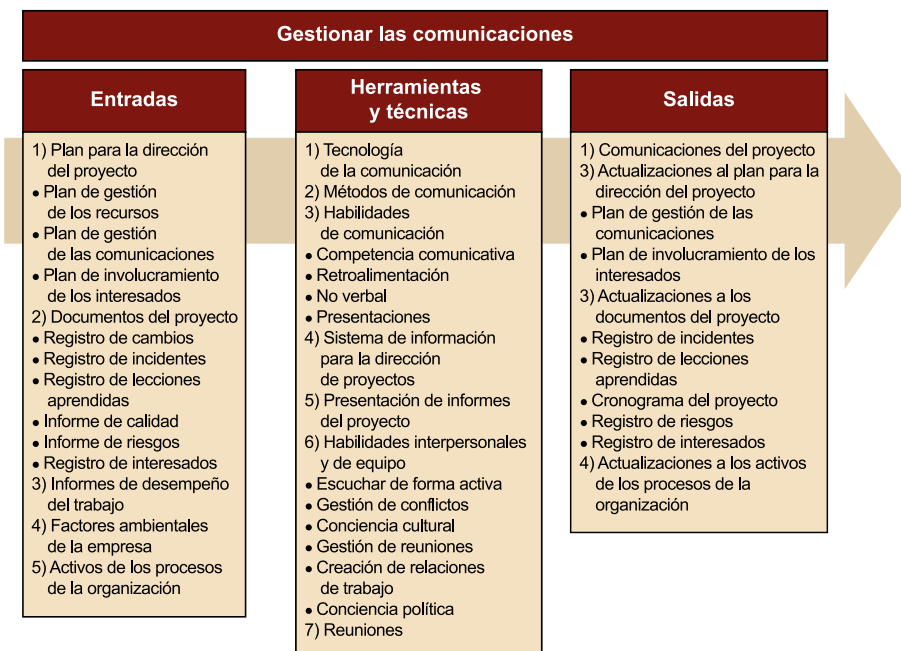 Gestionar las comunicaciones
Entradas
1) Plan para la dirección
del proyecto
• Plan de gestión
de los recursos
• Plan de gestión
de las comunicaciones
• Plan de involucramiento
de los interesados
2) Documentos del proyecto
• Registro de cambios
• Registro de incidentes
• Registro de lecciones
aprendidas
• Informe de calidad
• Informe de riesgos
• Registro de interesados
3) Informes de desempeño
del trabajo
4) Factores ambientales
de la empresa
5) Activos de los procesos
de la organización
Herramientas
y técnicas
1) Tecnología
de la comunicación
2) Métodos de comunicación
3) Habilidades
de comunicación
• Competencia comunicativa
• Retroalimentación
• No verbal
• Presentaciones
4) Sistema de información
para la dirección
de proyectos
5) Presentación de informes
del proyecto
6) Habilidades interpersonales
y de equipo
• Escuchar de forma activa
• Gestión de conflictos
• Conciencia cultural
• Gestión de reuniones
• Creación de relaciones
de trabajo
• Conciencia política
7) Reuniones
Salidas
1) Comunicaciones del proyecto
3) Actualizaciones al plan para la
dirección del proyecto
• Plan de gestión de las
comunicaciones
• Plan de involucramiento de los
interesados
3) Actualizaciones a los
documentos del proyecto
• Registro de incidentes
• Registro de lecciones
aprendidas
• Cronograma del proyecto
• Registro de riesgos
• Registro de interesados
4) Actualizaciones a los activos
de los procesos de la
organización